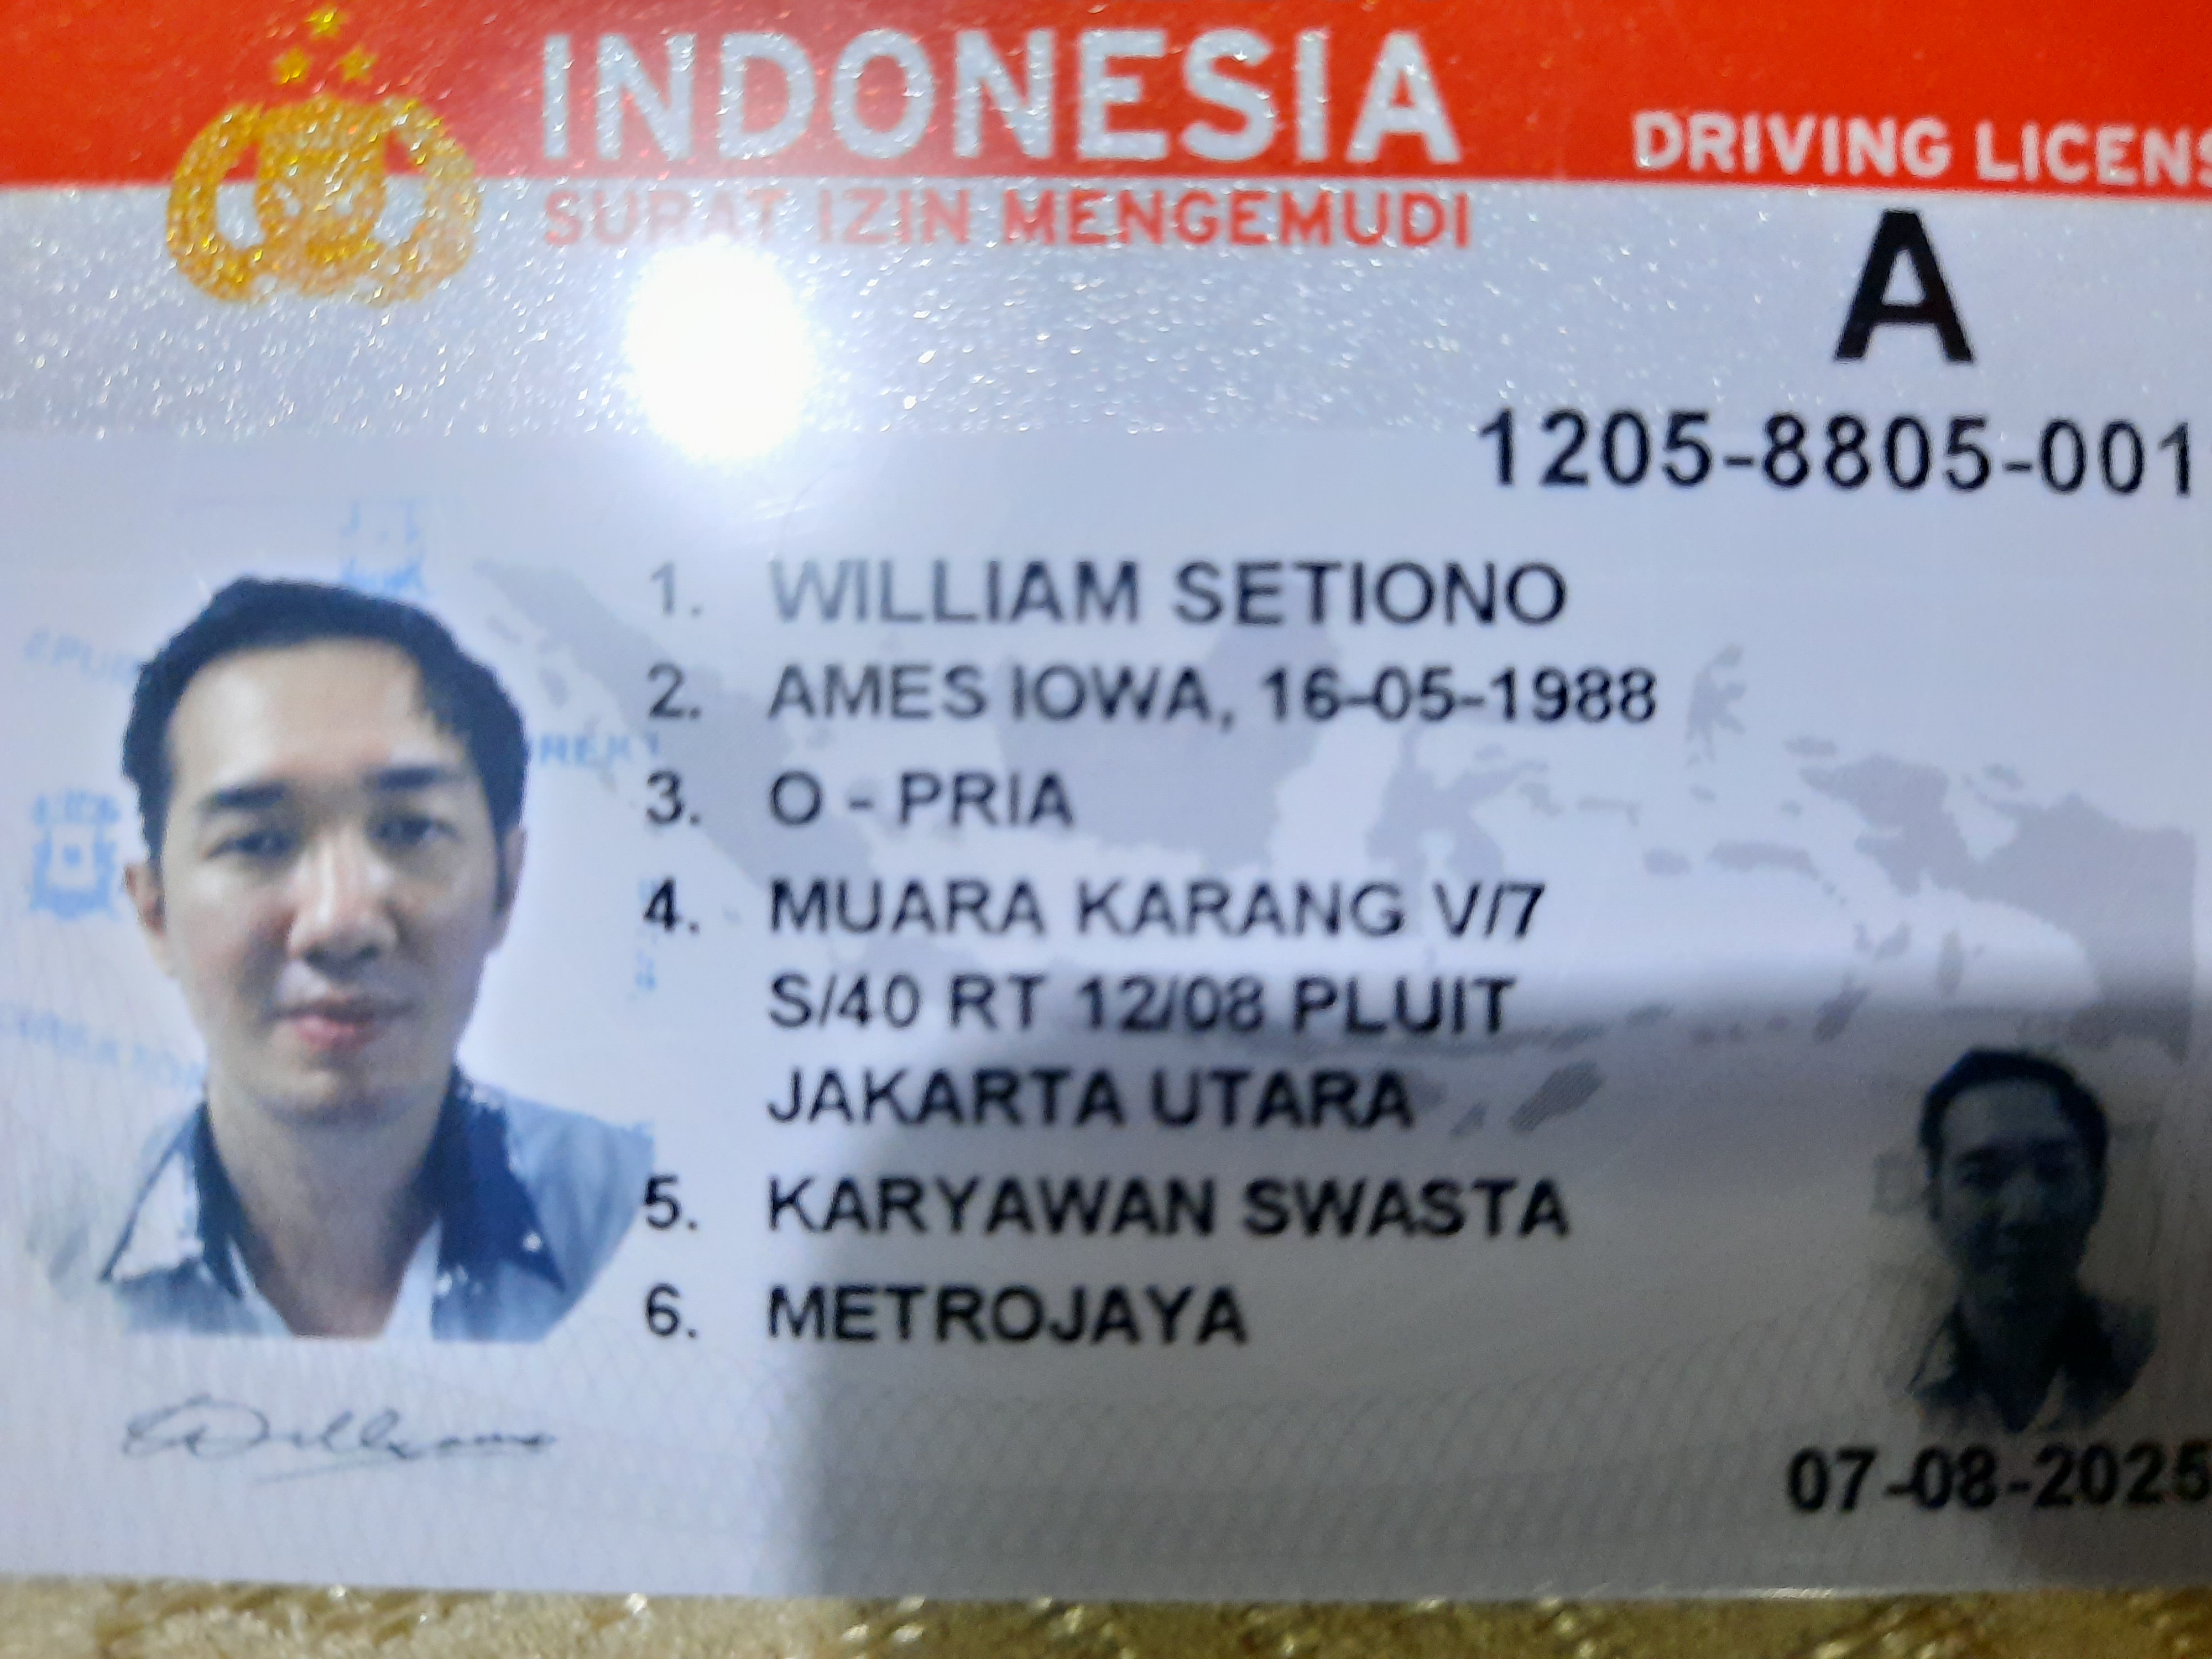 INDONESIA DRIVING LICENS
SURAT IZIN MENGEMUDI
A
1205-8805-001
1. WILLIAM SETIONO
2. AMES IOWA, 16-05-1988
3. O - PRIA
4. MUARA KARANG V/7
S/40 RT 12/08 PLUIT
JAKARTA UTARA
5. KARYAWAN SWASTA
6. METROJAYA
07-08-2025